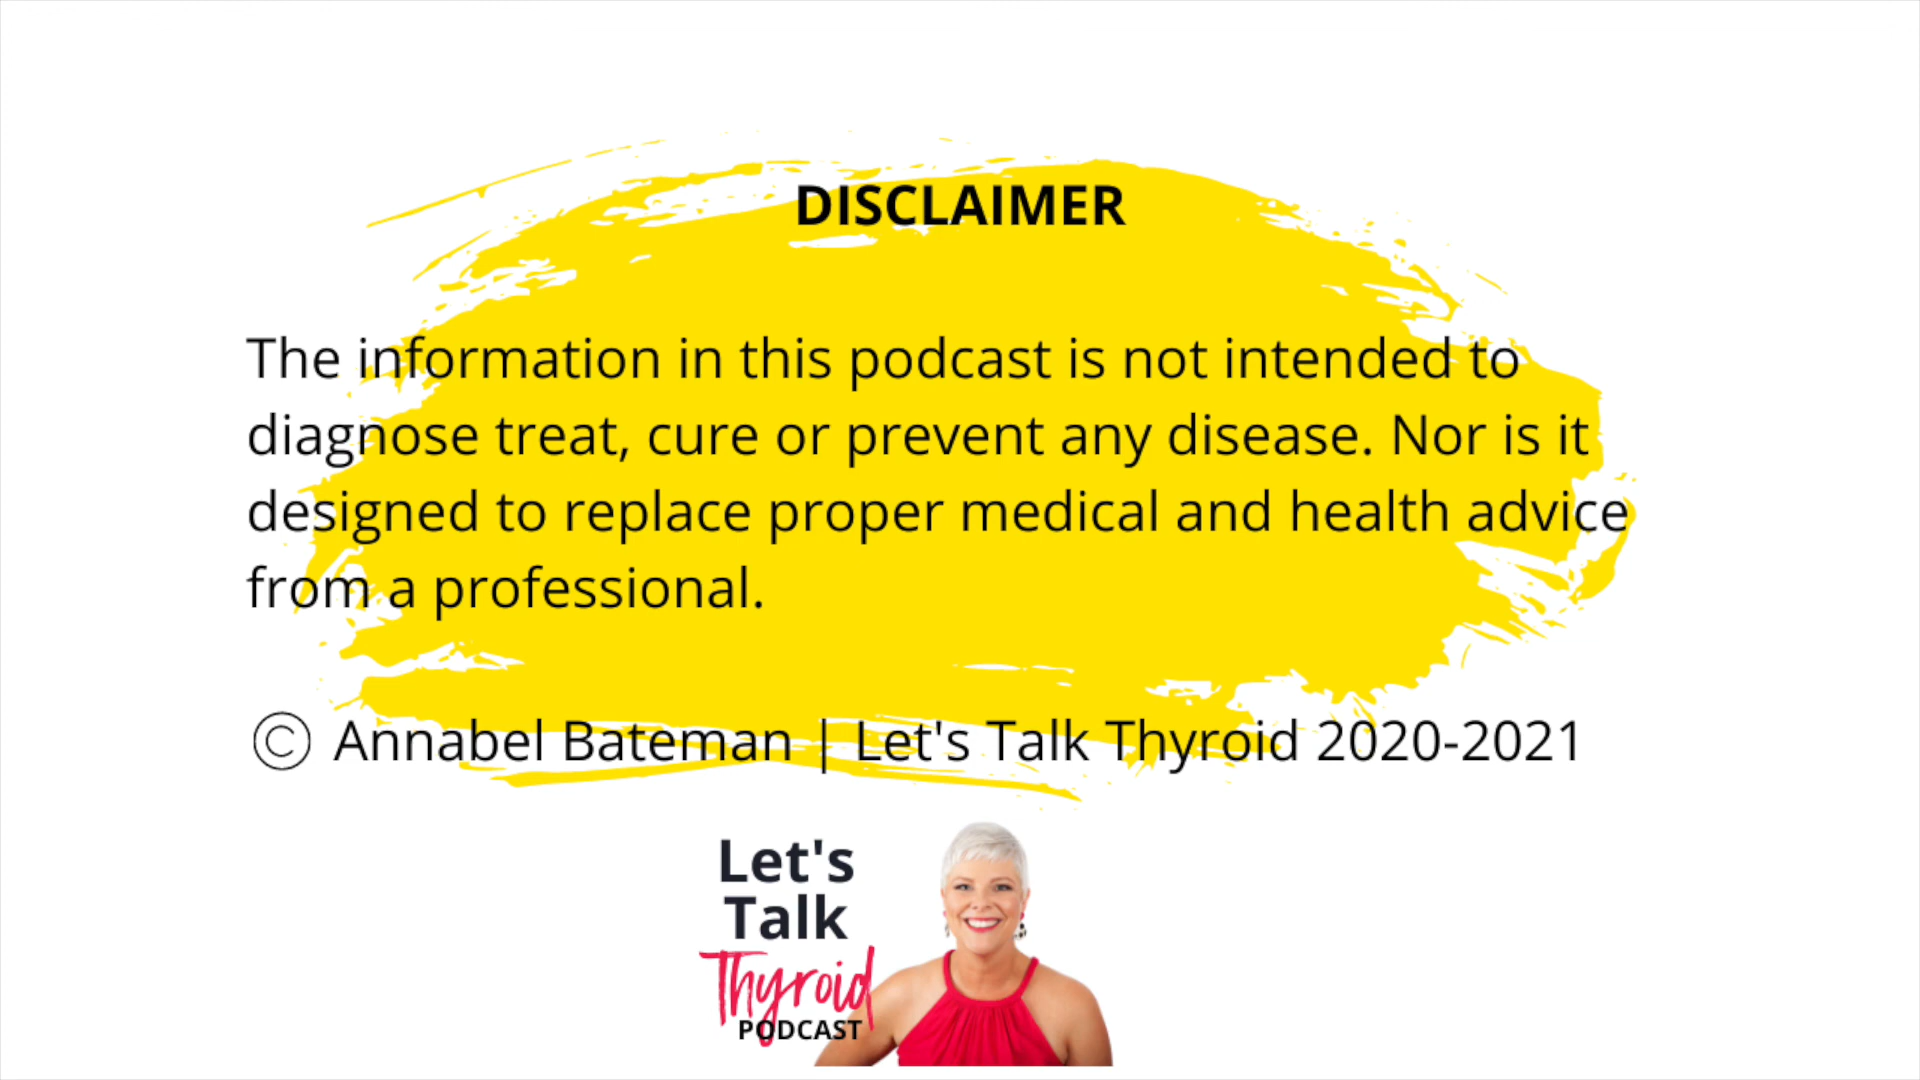 DISCLAIMER
The information in this podcast is not intended to
diagnose treat, cure or prevent any disease. Nor is it
designed to replace proper medical and health advice
from a professional.
© Annabel Bateman | Let's Talk Thyroid 2020-2021
Let's
Talk
Thyroid
PODCAST